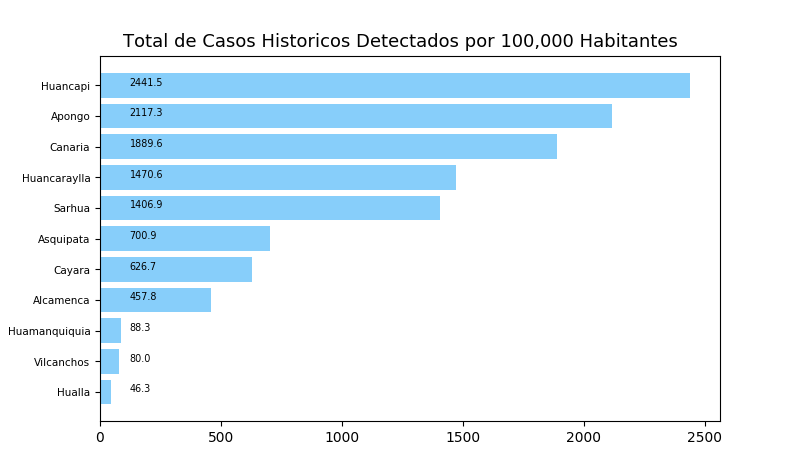 Total de Casos Historicos Detectados por 100,000 Habitantes
Huancapi 2441.5
Apongo 2117.3
Canaria 1889.6
Huancaraylla 1470.6
Sarhua 1406.9
Asquipata 700.9
Cayara 626.7
Alcamenca 457.8
Huamanquiquia 88.3
Vilcanchos 80.0
Hualla 46.3
0 500 1000 1500 2000 2500